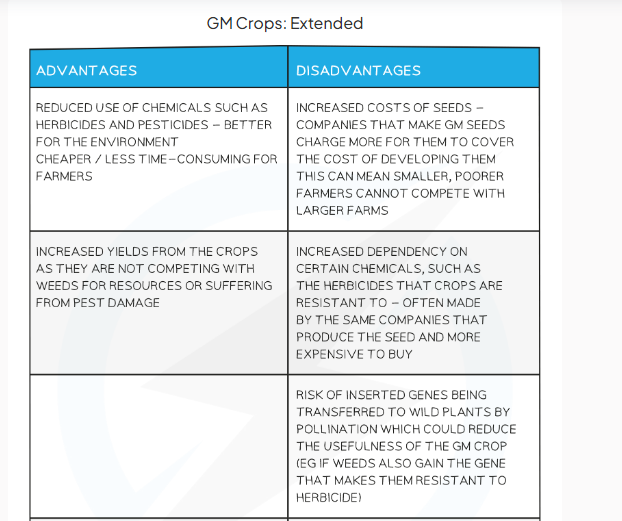 GM Crops: Extended
ADVANTAGES
DISADVANTAGES
REDUCED USE OF CHEMICALS SUCH AS
HERBICIDES AND PESTICIDES – BETTER
FOR THE ENVIRONMENT
CHEAPER / LESS TIME–CONSUMING FOR
FARMERS
INCREASED COSTS OF SEEDS –
COMPANIES THAT MAKE GM SEEDS
CHARGE MORE FOR THEM TO COVER
THE COST OF DEVELOPING THEM
THIS CAN MEAN SMALLER, POORER
FARMERS CANNOT COMPETE WITH
LARGER FARMS
INCREASED YIELDS FROM THE CROPS
AS THEY ARE NOT COMPETING WITH
WEEDS FOR RESOURCES OR SUFFERING
FROM PEST DAMAGE
INCREASED DEPENDENCY ON
CERTAIN CHEMICALS, SUCH AS
THE HERBICIDES THAT CROPS ARE
RESISTANT TO – OFTEN MADE
BY THE SAME COMPANIES THAT
PRODUCE THE SEED AND MORE
EXPENSIVE TO BUY
RISK OF INSERTED GENES BEING
TRANSFERRED TO WILD PLANTS BY
POLLINATION WHICH COULD REDUCE
THE USEFULNESS OF THE GM CROP
(EG IF WEEDS ALSO GAIN THE GENE
THAT MAKES THEM RESISTANT TO
HERBICIDE)